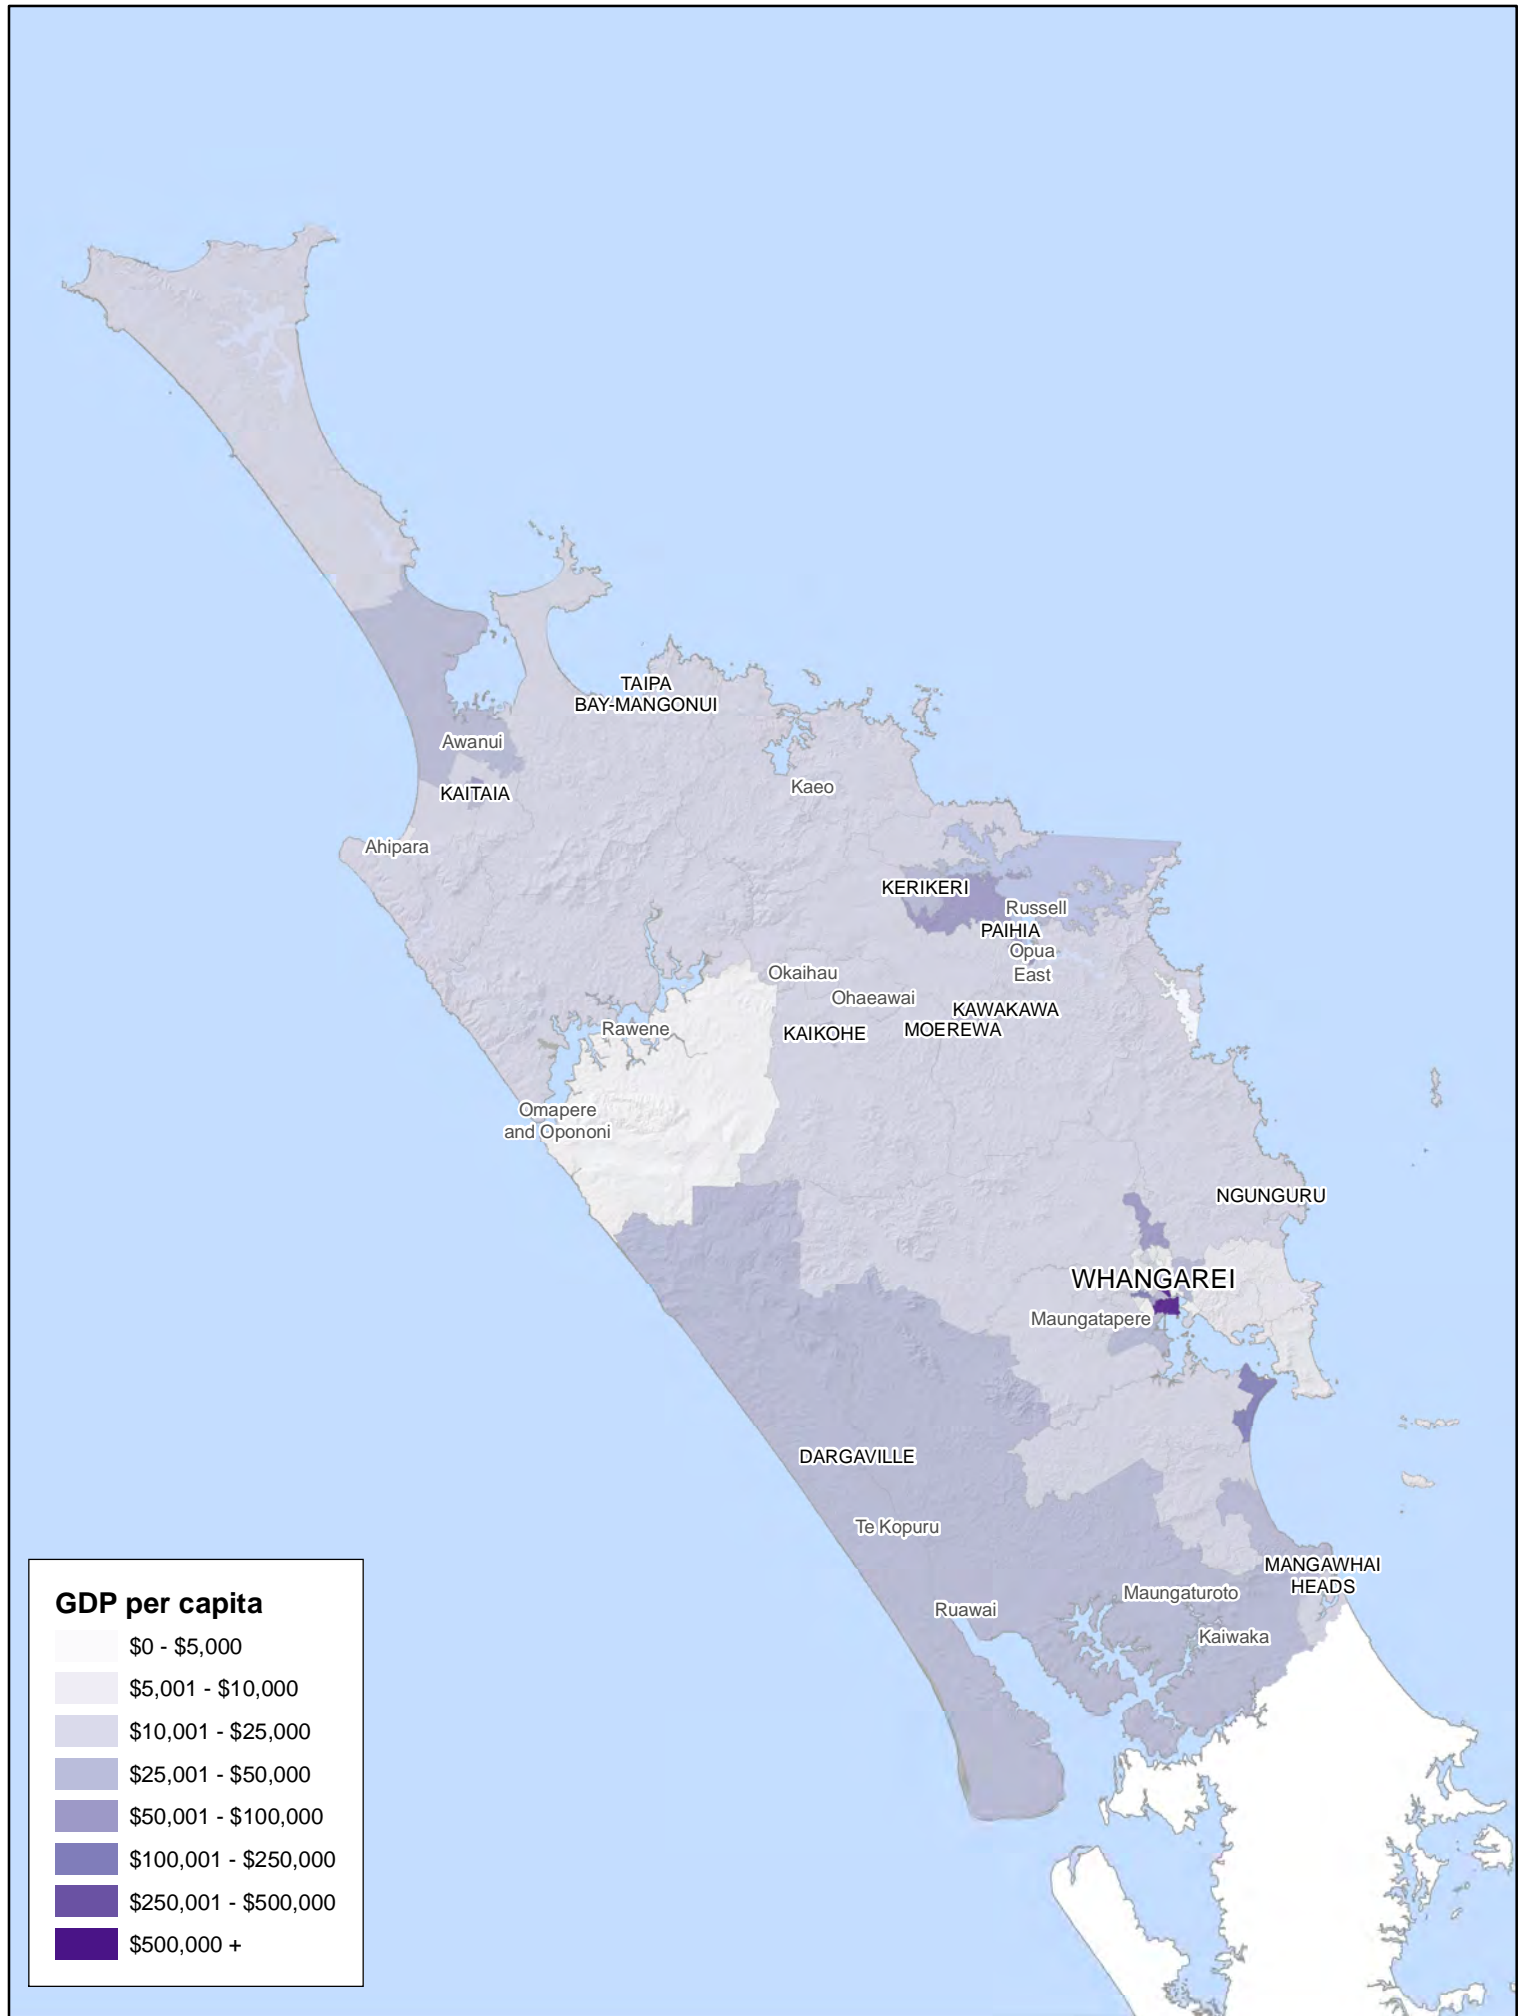 TAIPA
BAY-MANGONUI
Awanui
KAITAIA
Kaeo
Ahipara
KERIKERI
Russell
PAIHIA
Opua
East
Okaihau
Ohaeawai
KAWAKAWA
Rawene
KAIKOHE
MOEREWA
Omapere
and Opononi
NGUNGURU
WHANGAREI
Maungatapere
DARGAVILLE
Te Kopuru
MANGAWHAI
HEADS
Maungaturoto
Ruawai
Kaiwaka
GDP per capita
$0 - $5,000
$5,001 - $10,000
$10,001 - $25,000
$25,001 - $50,000
$50,001 - $100,000
$100,001 - $250,000
$250,001 - $500,000
$500,000 +